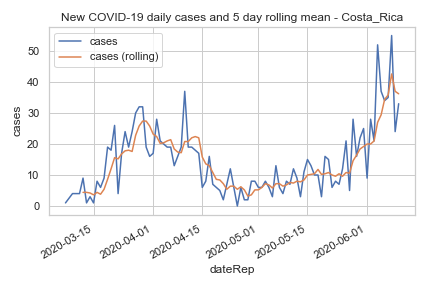 New COVID-19 daily cases and 5 day rolling mean - Costa_Rica
cases
cases (rolling)
50
40
30
20
10
0
cases
2020-03-15
2020-04-01
2020-04-15
2020-05-01
2020-05-15
2020-06-01
dateRep